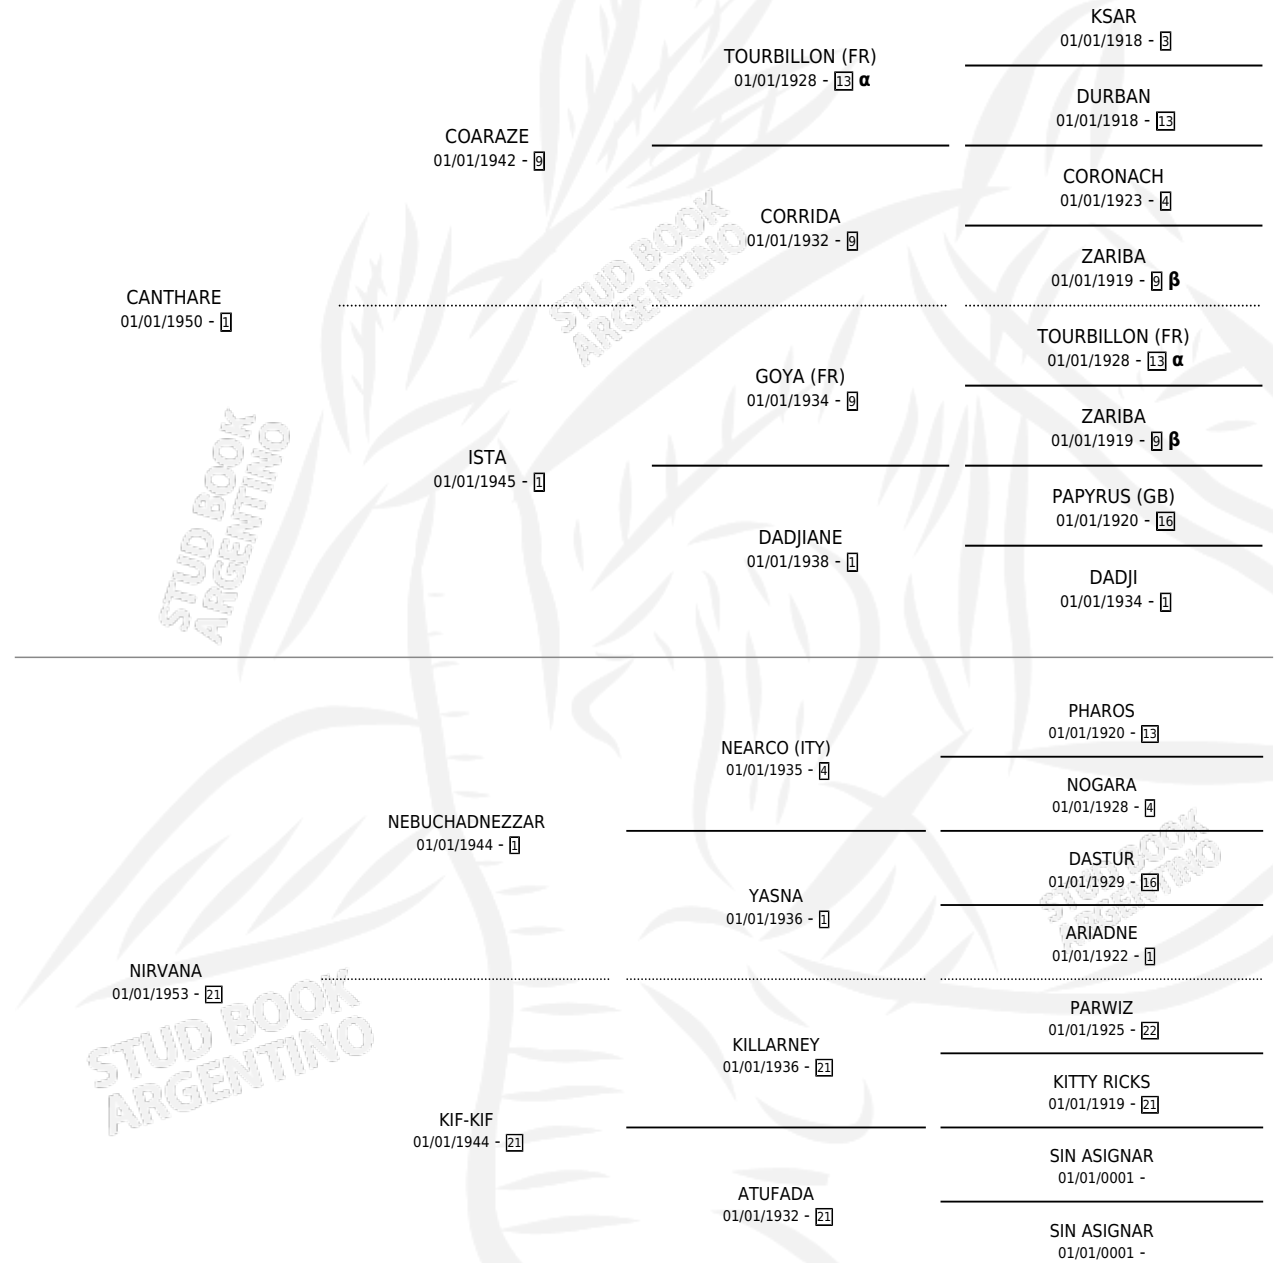 KSAR
01/01/1918 - 3
TOURBILLON (FR)
01/01/1928 - 13 α
DURBAN
01/01/1918 - 13
COARAZE
01/01/1942 - 9
CORONACH
01/01/1923 - 4
CORRIDA
01/01/1932 - 9
ZARIBA
01/01/1919 - 9 β
CANTHARE
01/01/1950 - 1
TOURBILLON (FR)
01/01/1928 - 13 α
GOYA (FR)
01/01/1934 - 9
ZARIBA
01/01/1919 - 9 β
ISTA
01/01/1945 - 1
PAPYRUS (GB)
01/01/1920 - 16
DADJIANE
01/01/1938 - 1
DADJI
01/01/1934 - 1
PHAROS
01/01/1920 - 13
NEARCO (ITY)
01/01/1935 - 4
NOGARA
01/01/1928 - 4
NEBUCHADNEZZAR
01/01/1944 - 1
DASTUR
01/01/1929 - 16
YASNA
01/01/1936 - 1
ARIADNE
01/01/1922 - 1
NIRVANA
01/01/1953 - 21
PARWIZ
01/01/1925 - 22
KILLARNEY
01/01/1936 - 21
KITTY RICKS
01/01/1919 - 21
KIF-KIF
01/01/1944 - 21
SIN ASIGNAR
01/01/0001 -
ATUFADA
01/01/1932 - 21
SIN ASIGNAR
01/01/0001 -
STUD BOOK
ARGENTINO
STUD BOOK
ARGENTINO
STUD BOOK
ARGENTINO
STUD BOOK
ARGENTINO